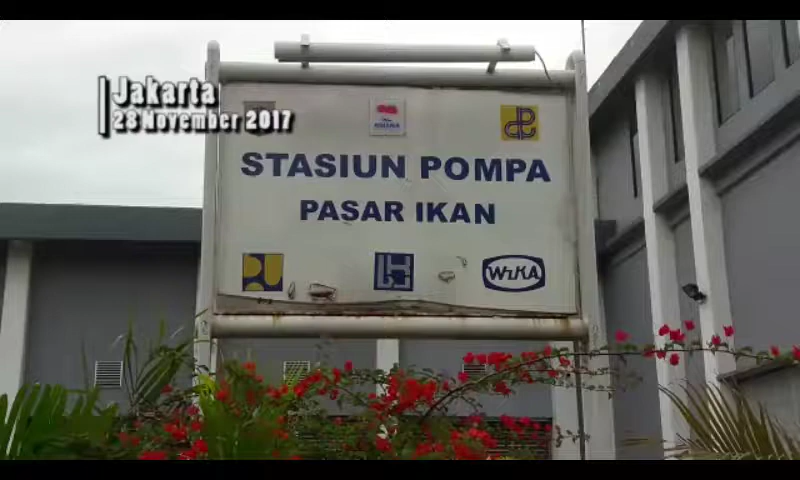 Jakarta
28 November 2017
STASIUN POMPA
PASAR IKAN
WIKA